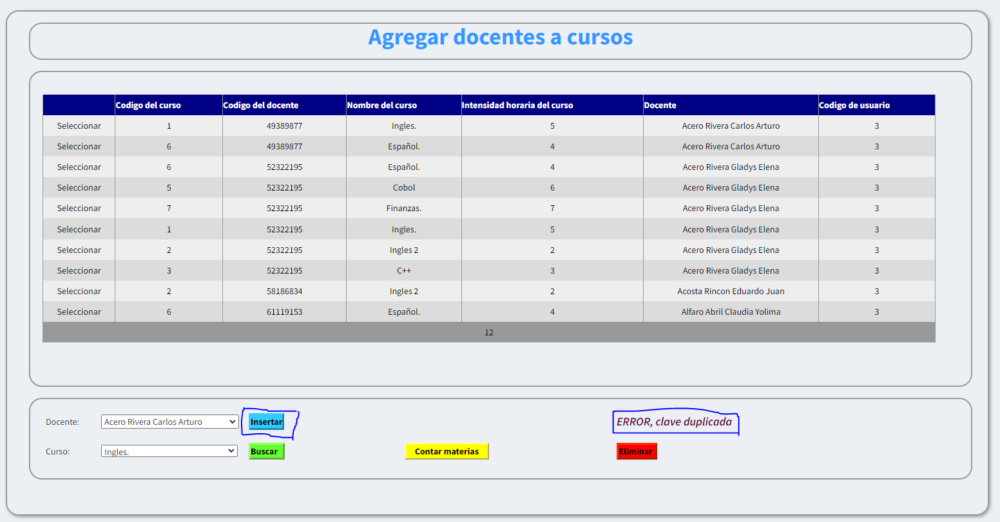 Agregar docentes a cursos
Codigo del curso Codigo del docente Nombre del curso Intensidad horaria del curso Docente Codigo de usuario
Seleccionar 1 49389877 Ingles. 5 Acero Rivera Carlos Arturo 3
Seleccionar 6 49389877 Español. 4 Acero Rivera Carlos Arturo 3
Seleccionar 6 52322195 Español. 4 Acero Rivera Gladys Elena 3
Seleccionar 5 52322195 Cobol 6 Acero Rivera Gladys Elena 3
Seleccionar 7 52322195 Finanzas. 7 Acero Rivera Gladys Elena 3
Seleccionar 1 52322195 Ingles. 5 Acero Rivera Gladys Elena 3
Seleccionar 2 52322195 Ingles 2 2 Acero Rivera Gladys Elena 3
Seleccionar 3 52322195 C++ 3 Acero Rivera Gladys Elena 3
Seleccionar 2 58186834 Ingles 2 2 Acosta Rincon Eduardo Juan 3
Seleccionar 6 61119153 Español. 4 Alfaro Abril Claudia Yolima 3
12
Docente: Acero Rivera Carlos Arturo Insertar ERROR, clave duplicada
Curso: Ingles. Buscar Contar materias Eliminar